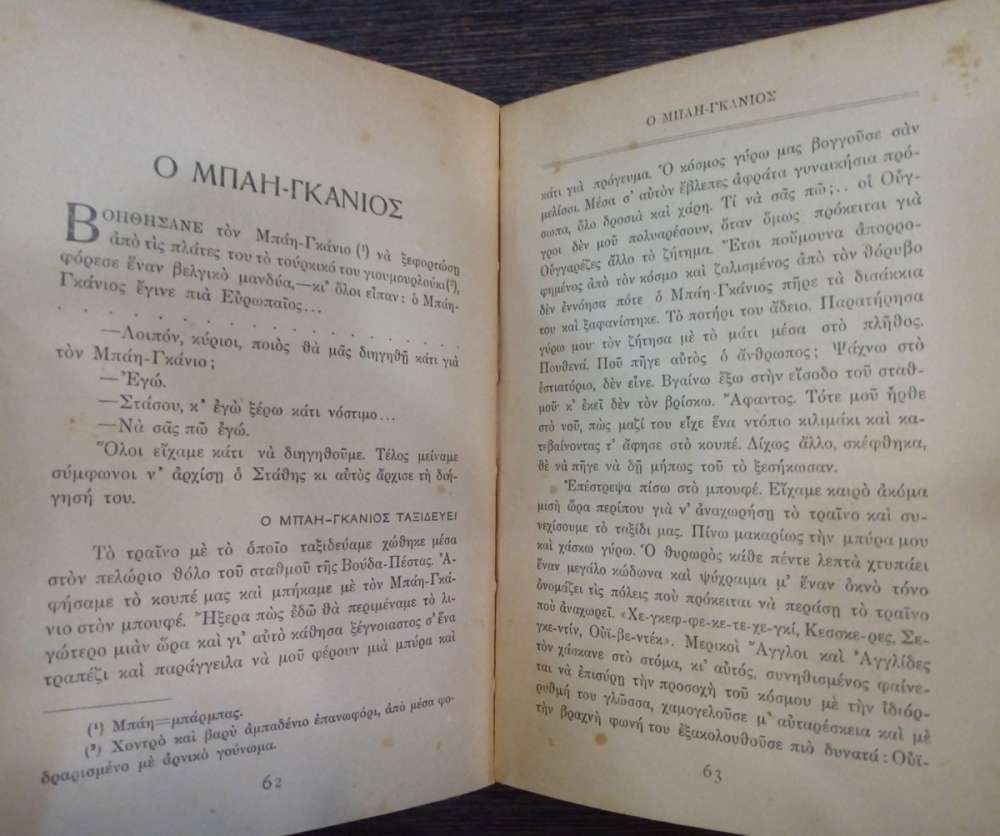 Ο ΜΠΑΗ-ΓΚΑΝΙΟΣ
ΒΟΗΘΗΣΑΝΕ τὸν Μπάη-Γκάνιο (¹) νὰ ξεφορτώσῃ
ἀπὸ τὶς πλάτες του τὸ τούρκικό του γιουμουρλούκι(²),
φόρεσε ἕναν βελγικὸ μανδύα,—κι' ὅλοι εἶπαν: ὁ Μπάη-
Γκάνιος ἔγινε πιὰ Εὐρωπαῖος...
. . . . . . . . . . . . . . . .
—Λοιπόν, κύριοι, ποιὸς θὰ μᾶς διηγηθῇ κάτι γιὰ
τὸν Μπάη-Γκάνιο;
—Ἐγώ.
—Στάσου, κ' ἐγὼ ξέρω κάτι νόστιμο...
—Νὰ σᾶς πῶ ἐγώ.
Ὅλοι εἴχαμε κάτι νὰ διηγηθοῦμε. Τέλος μείναμε
σύμφωνοι ν' ἀρχίσῃ ὁ Στάθης κι αὐτὸς ἄρχισε τὴ διή-
γησή του.
Ο ΜΠΑΗ-ΓΚΑΝΙΟΣ ΤΑΞΙΔΕΥΕΙ
Τὸ τραῖνο μὲ τὸ ὁποῖο ταξιδεύαμε χώθηκε μέσα
στὸν πελώριο θόλο τοῦ σταθμοῦ τῆς Βούδα-Πέστας. Ἀ-
φήσαμε τὸ κουπέ μας καὶ μπήκαμε μὲ τὸν Μπάη-Γκά-
νιο στὸν μπουφέ. Ἤξερα πὼς ἐδῶ θὰ περιμέναμε τὸ λι-
γώτερο μιὰν ὥρα καὶ γι' αὐτὸ κάθησα ξέγνοιαστος σ' ἕνα
τραπέζι καὶ παράγγειλα νὰ μοῦ φέρουν μιὰ μπύρα καὶ
(¹) Μπάη=μπάρμπας.
(²) Χοντρὸ καὶ βαρὺ ἀμπαδένιο ἐπανωφόρι, ἀπὸ μέσα φο-
δραρισμένο μὲ ἀρνικὸ γούνωμα.
62
Ο ΜΠΑΗ-ΓΚΑΝΙΟΣ
κάτι γιὰ πρόγευμα. Ὁ κόσμος γύρω μας βογγοῦσε σὰν
μελίσσι. Μέσα σ' αὐτὸν ἔβλεπες ἀφράτα γυναικήσια πρό-
σωπα, ὅλο δροσιὰ καὶ χάρη. Τί νὰ σᾶς πῶ;.. οἱ Οὗγ-
γροι δὲν μοῦ πολυαρέσουν, ὅταν ὅμως πρόκειται γιὰ
Οὑγγαρέζες ἄλλο τὸ ζήτημα. Ἔτσι ποὔμουνα ἀπορρο-
φημένος ἀπὸ τὸν κόσμο καὶ ζαλισμένος ἀπὸ τὸν θόρυβο
δὲν ἐννόησα πότε ὁ Μπάη-Γκάνιος πῆρε τὰ δισάκκια
του καὶ ξαφανίστηκε. Τὸ ποτήρι του ἄδειο. Παρατήρησα
γύρω μου· τὸν ζήτησα μὲ τὸ μάτι μέσα στὸ πλῆθος.
Πουθενά. Ποῦ πῆγε αὐτὸς ὁ ἄνθρωπος; Ψάχνω στὸ
ἑστιατόριο, δὲν εἶνε. Βγαίνω ἔξω στὴν εἴσοδο τοῦ σταθ-
μοῦ· κ' ἐκεῖ δὲν τὸν βρίσκω. Ἄφαντος. Τότε μοῦ ἦρθε
στὸ νοῦ, πὼς μαζί του εἶχε ἕνα ντόπιο κιλιμάκι καὶ κα-
τεβαίνοντας τ' ἄφησε στὸ κουπέ. Δίχως ἄλλο, σκέφθηκα,
θὲ νὰ πῆγε νὰ δῇ μήπως τοῦ τὸ ξεσήκωσαν.
Ἐπέστρεψα πίσω στὸ μπουφέ. Εἴχαμε καιρὸ ἀκόμα
μισὴ ὥρα περίπου γιὰ ν' ἀναχωρήσῃ τὸ τραῖνο καὶ συ-
νεχίσουμε τὸ ταξίδι μας. Πίνω μακαρίως τὴν μπύρα μου
καὶ χάσκω γύρω. Ὁ θυρωρὸς κάθε πέντε λεπτὰ χτυπάει
ἕναν μεγάλο κώδωνα καὶ ψύχραιμα μ' ἕναν ὀκνὸ τόνο
ὀνομάζει τὶς πόλεις ποὺ πρόκειται νὰ περάσῃ τὸ τραῖνο
ποὺ ἀναχωρεῖ. «Χε-γκεφ-φε-κε-τε-χε-γκί, Κεσσκε-ρες, Σε-
γκε-ντίν, Οὐϊ-βε-ντέκ». Μερικοὶ Ἄγγλοι καὶ Ἀγγλίδες
τὸν χάσκανε στὸ στόμα, κι' αὐτός, συνηθισμένος φαίνε-
ται νὰ ἐπισύρῃ τὴν προσοχὴ τοῦ κόσμου μὲ τὴν ἰδιόρ-
ρυθμή του γλῶσσα, χαμογελοῦσε μ' αὐταρέσκεια καὶ μὲ
τὴν βραχνὴ φωνή του ἐξακολουθοῦσε πιὸ δυνατά: Οὐϊ-
63